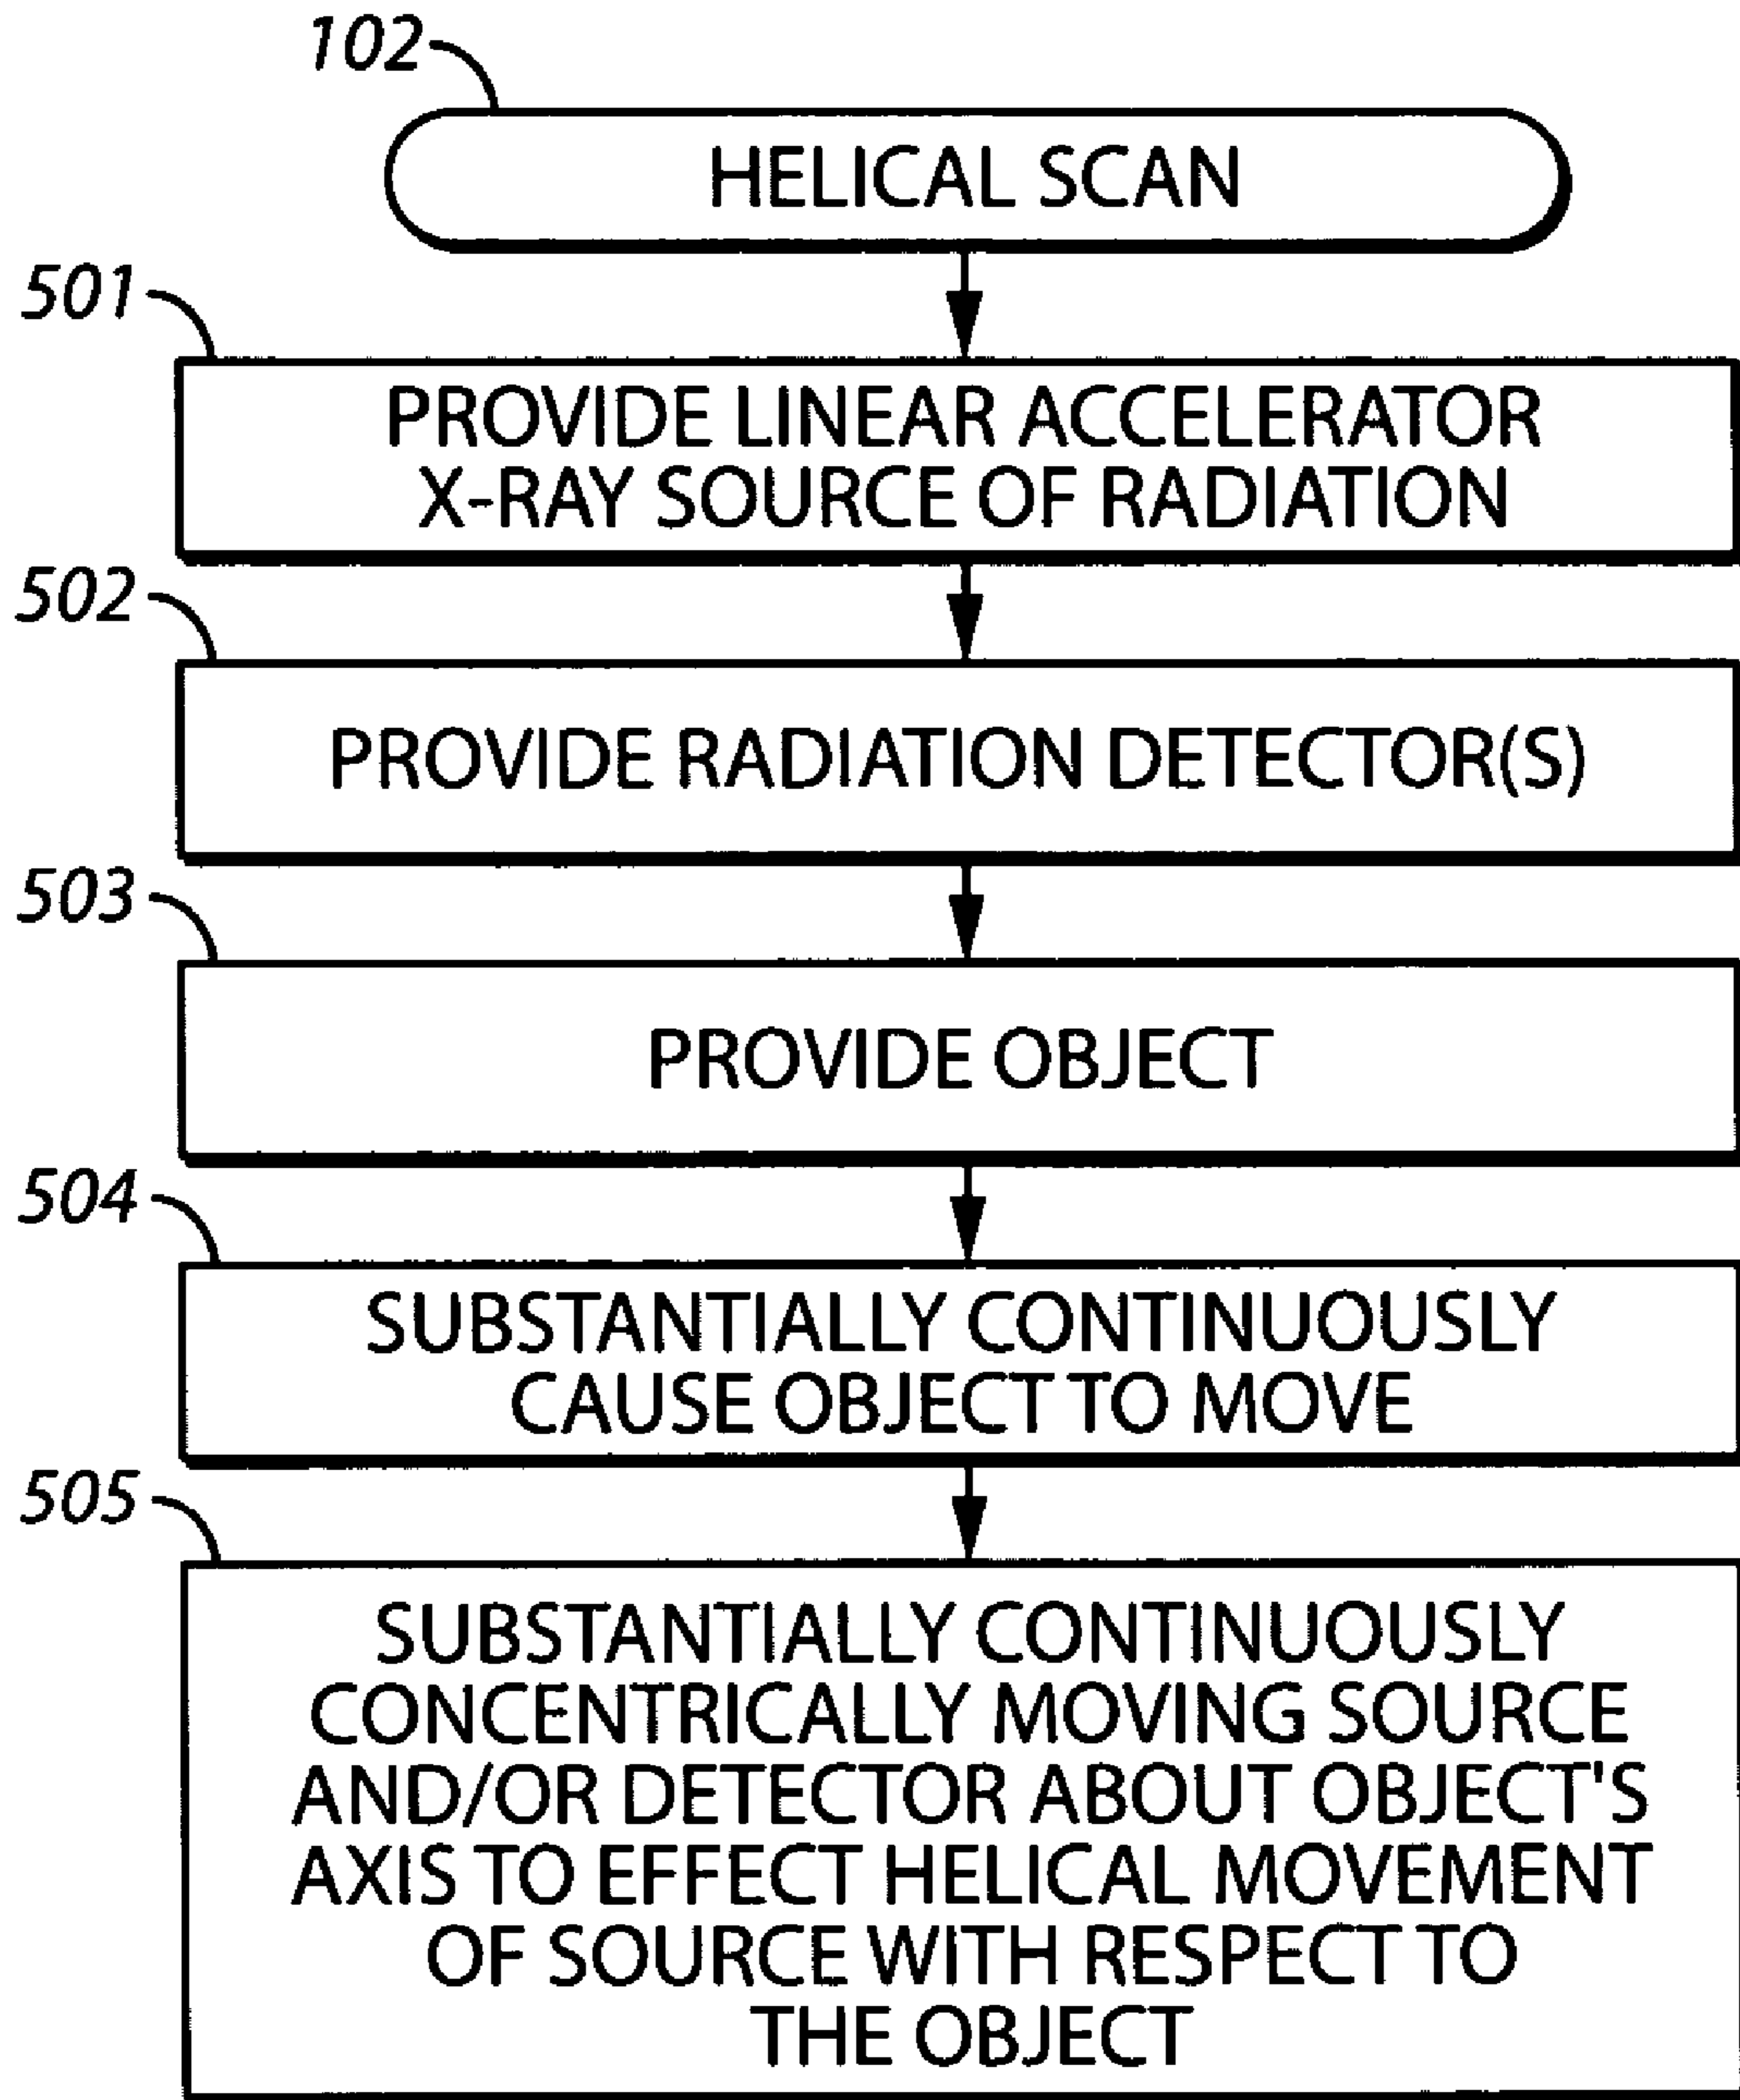 102
HELICAL SCAN
501
PROVIDE LINEAR ACCELERATOR
X-RAY SOURCE OF RADIATION
502
PROVIDE RADIATION DETECTOR(S)
503
PROVIDE OBJECT
504
SUBSTANTIALLY CONTINUOUSLY
CAUSE OBJECT TO MOVE
505
SUBSTANTIALLY CONTINUOUSLY
CONCENTRICALLY MOVING SOURCE
AND/OR DETECTOR ABOUT OBJECT'S
AXIS TO EFFECT HELICAL MOVEMENT
OF SOURCE WITH RESPECT TO
THE OBJECT